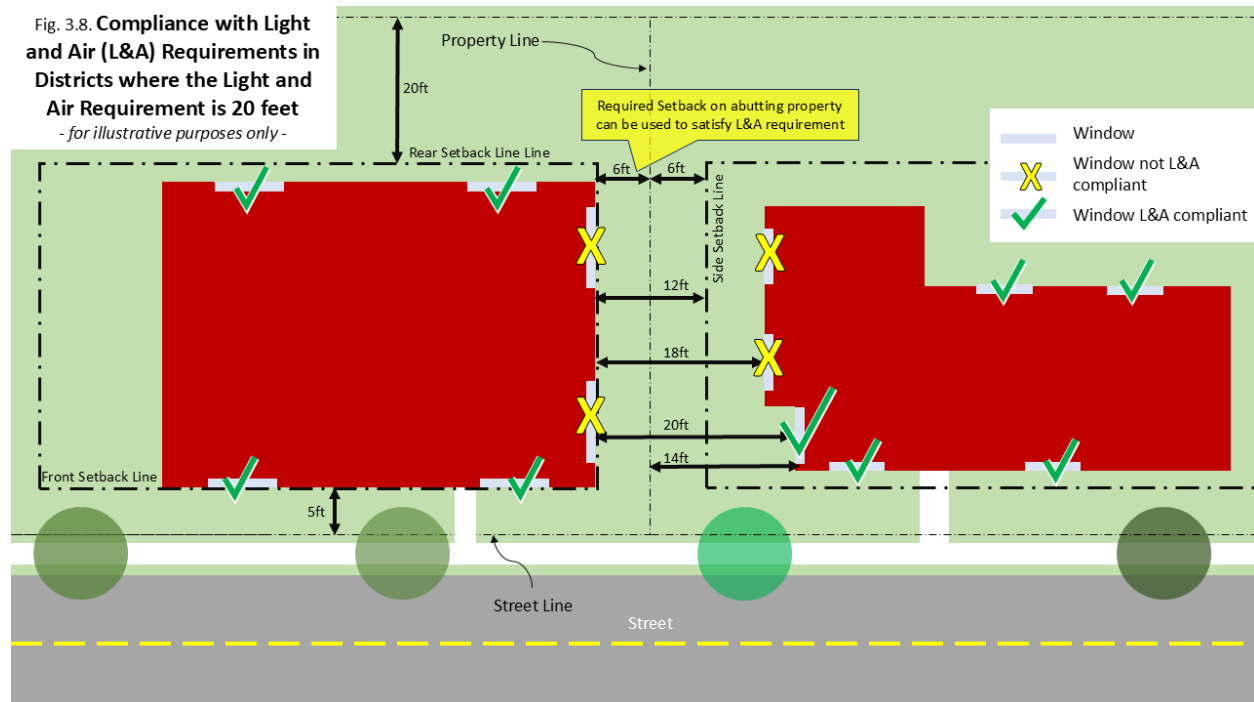 Fig. 3.8. Compliance with Light
and Air (L&A) Requirements in
Districts where the Light and
Air Requirement is 20 feet
- for illustrative purposes only -
Property Line
20ft
Required Setback on abutting property
can be used to satisfy L&A requirement
Window
Window not L&A
compliant
Window L&A compliant
Rear Setback Line Line
6ft
6ft
Side Setback Line
12ft
18ft
20ft
14ft
Front Setback Line
5ft
Street Line
Street